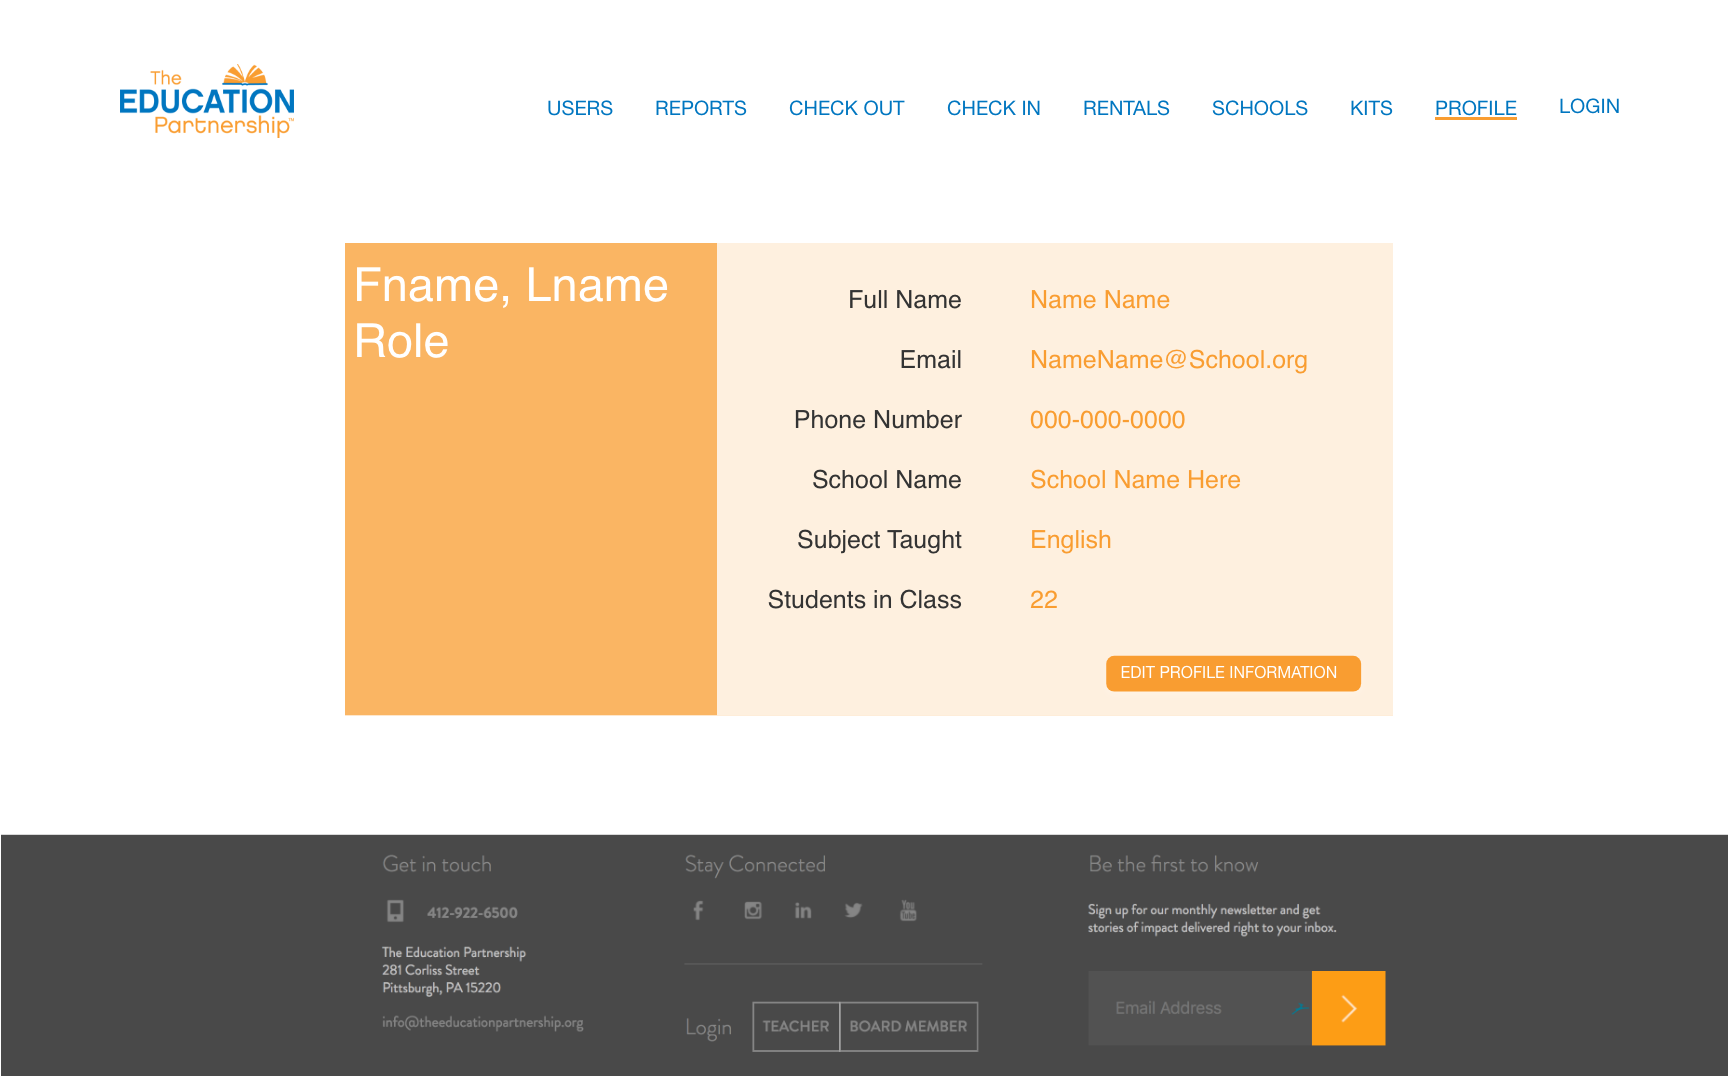 The
EDUCATION
Partnership™
USERS REPORTS CHECK OUT CHECK IN RENTALS SCHOOLS KITS PROFILE LOGIN
Fname, Lname
Role
Full Name Name Name
Email NameName@School.org
Phone Number 000-000-0000
School Name School Name Here
Subject Taught English
Students in Class 22
EDIT PROFILE INFORMATION
Get in touch
412-922-6500
The Education Partnership
281 Corliss Street
Pittsburgh, PA 15220
info@theeducationpartnership.org
Stay Connected
f in You Tube
Login TEACHER BOARD MEMBER
Be the first to know
Sign up for our monthly newsletter and get
stories of impact delivered right to your inbox.
Email Address